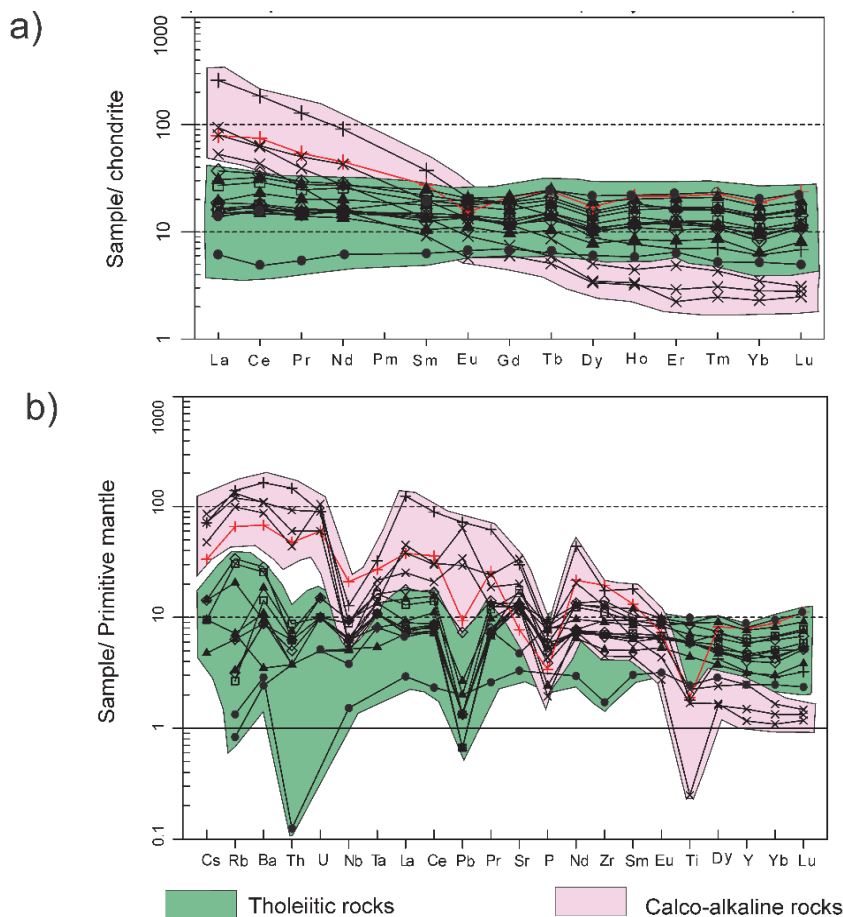 a)
1000
100
10
1
Sample/ chondrite
La Ce Pr Nd Pm Sm Eu Gd Tb Dy Ho Er Tm Yb Lu
b)
1000
100
10
1
0.1
Sample/ Primitive mantle
Cs Rb Ba Th U Nb Ta La Ce Pb Pr Sr P Nd Zr Sm Eu Ti Dy Y Yb Lu
Tholeiitic rocks Calco-alkaline rocks